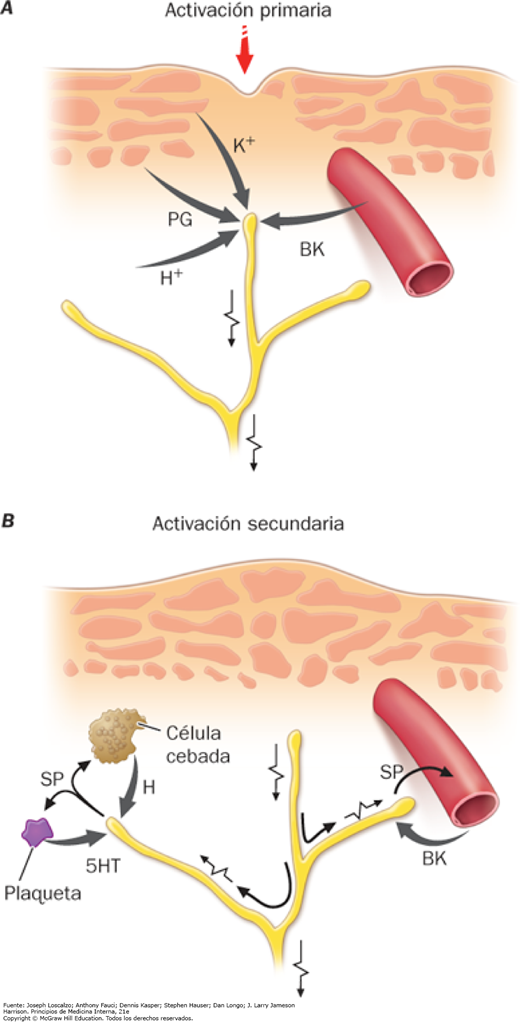 A
Activación primaria
K+
PG
BK
H+
B
Activación secundaria
Célula
cebada
SP
H
SP
5HT
BK
Plaqueta
Fuente: Joseph Loscalzo; Anthony Fauci; Dennis Kasper; Stephen Hauser; Dan Longo; J. Larry Jameson
Harrison. Principios de Medicina Interna, 21e
Copyright © McGraw Hill Education. Todos los derechos reservados.